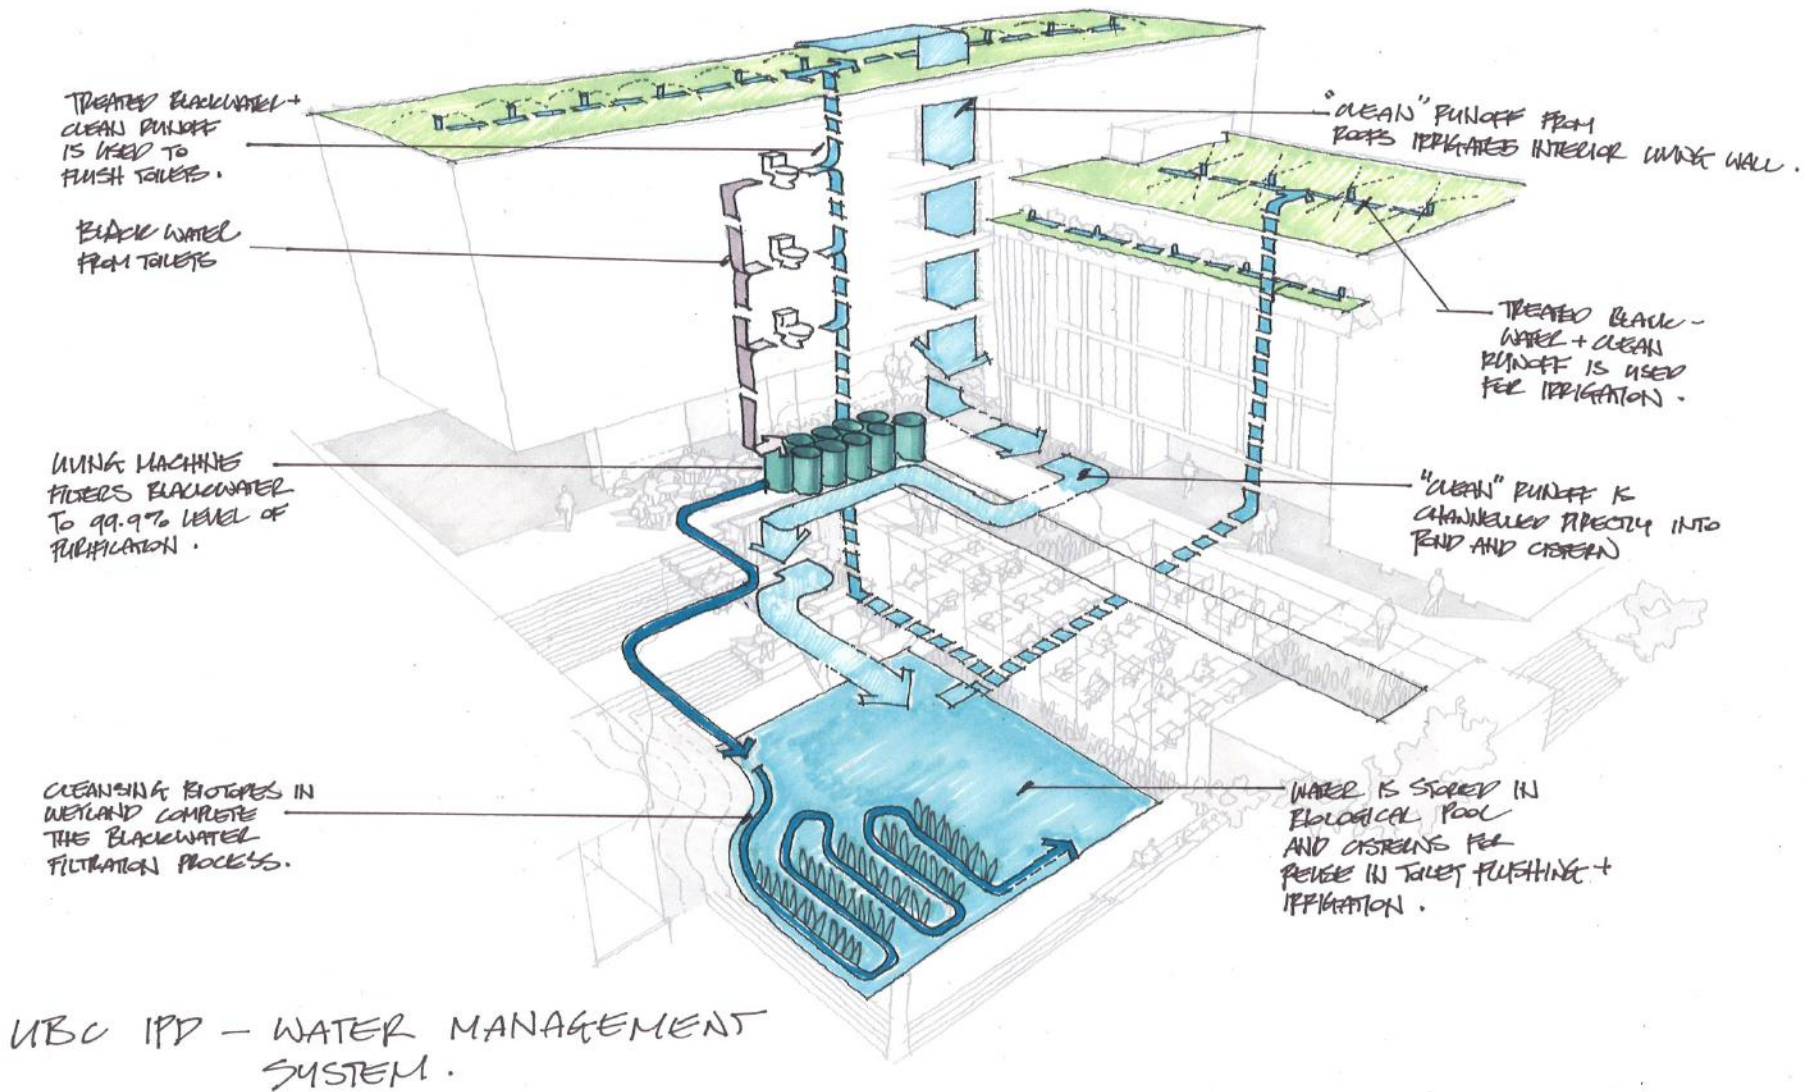 TREATED BLACKWATER +
CLEAN RUNOFF
IS USED TO
FLUSH TOILETS.
BLACK WATER
FROM TOILETS
LIVING MACHINE
FILTERS BLACKWATER
TO 99.9% LEVEL OF
PURIFICATION.
CLEANSING BIOTOPES IN
WETLAND COMPLETE
THE BLACKWATER
FILTRATION PROCESS.
"CLEAN" RUNOFF FROM
ROOFS IRRIGATES INTERIOR LIVING WALL.
TREATED BLACK-
WATER + CLEAN
RUNOFF IS USED
FOR IRRIGATION.
"CLEAN" RUNOFF IS
CHANNELLED DIRECTLY INTO
POND AND CISTERN
WATER IS STORED IN
BIOLOGICAL POOL
AND CISTERNS FOR
REUSE IN TOILET FLUSHING +
IRRIGATION.
UBC IPD - WATER MANAGEMENT
SYSTEM.